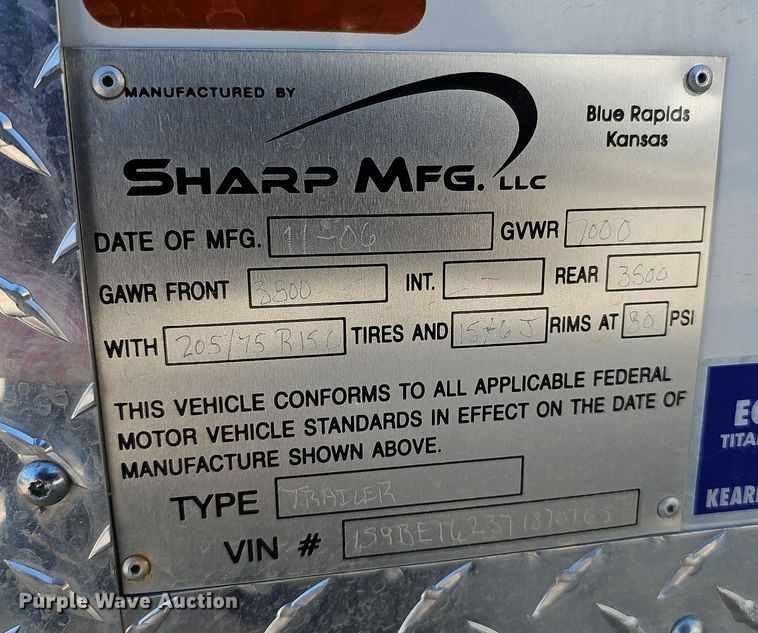 MANUFACTURED BY
Blue Rapids
Kansas
SHARP MFG. LLC
DATE OF MFG. 11-06 GVWR 7000
GAWR FRONT 3500 INT. - REAR 3500
WITH 205/75 R15 C TIRES AND 15x6 J RIMS AT PSI
THIS VEHICLE CONFORMS TO ALL APPLICABLE FEDERAL
MOTOR VEHICLE STANDARDS IN EFFECT ON THE DATE OF
MANUFACTURE SHOWN ABOVE.
TYPE TRAILER
VIN #
Purple Wave Auction